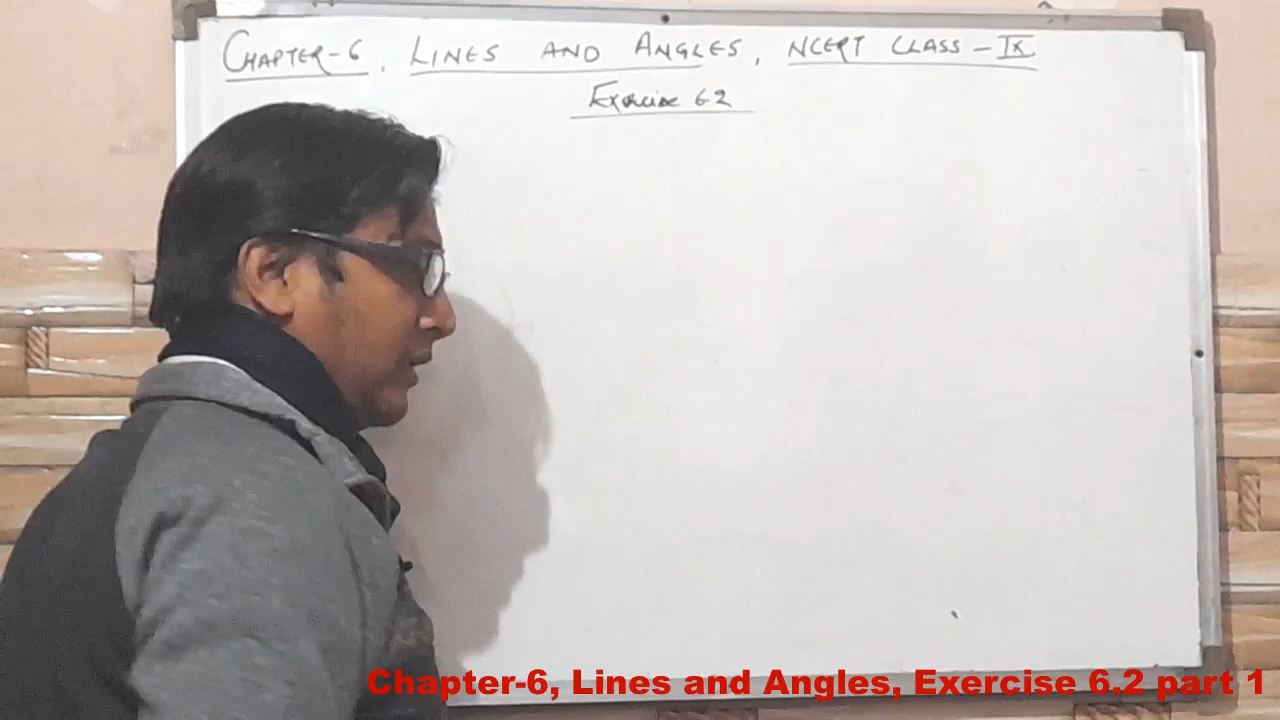 CHAPTER-6, LINES AND ANGLES, NCERT CLASS-IX
Exercise 6.2
Chapter-6, Lines and Angles, Exercise 6.2 part 1